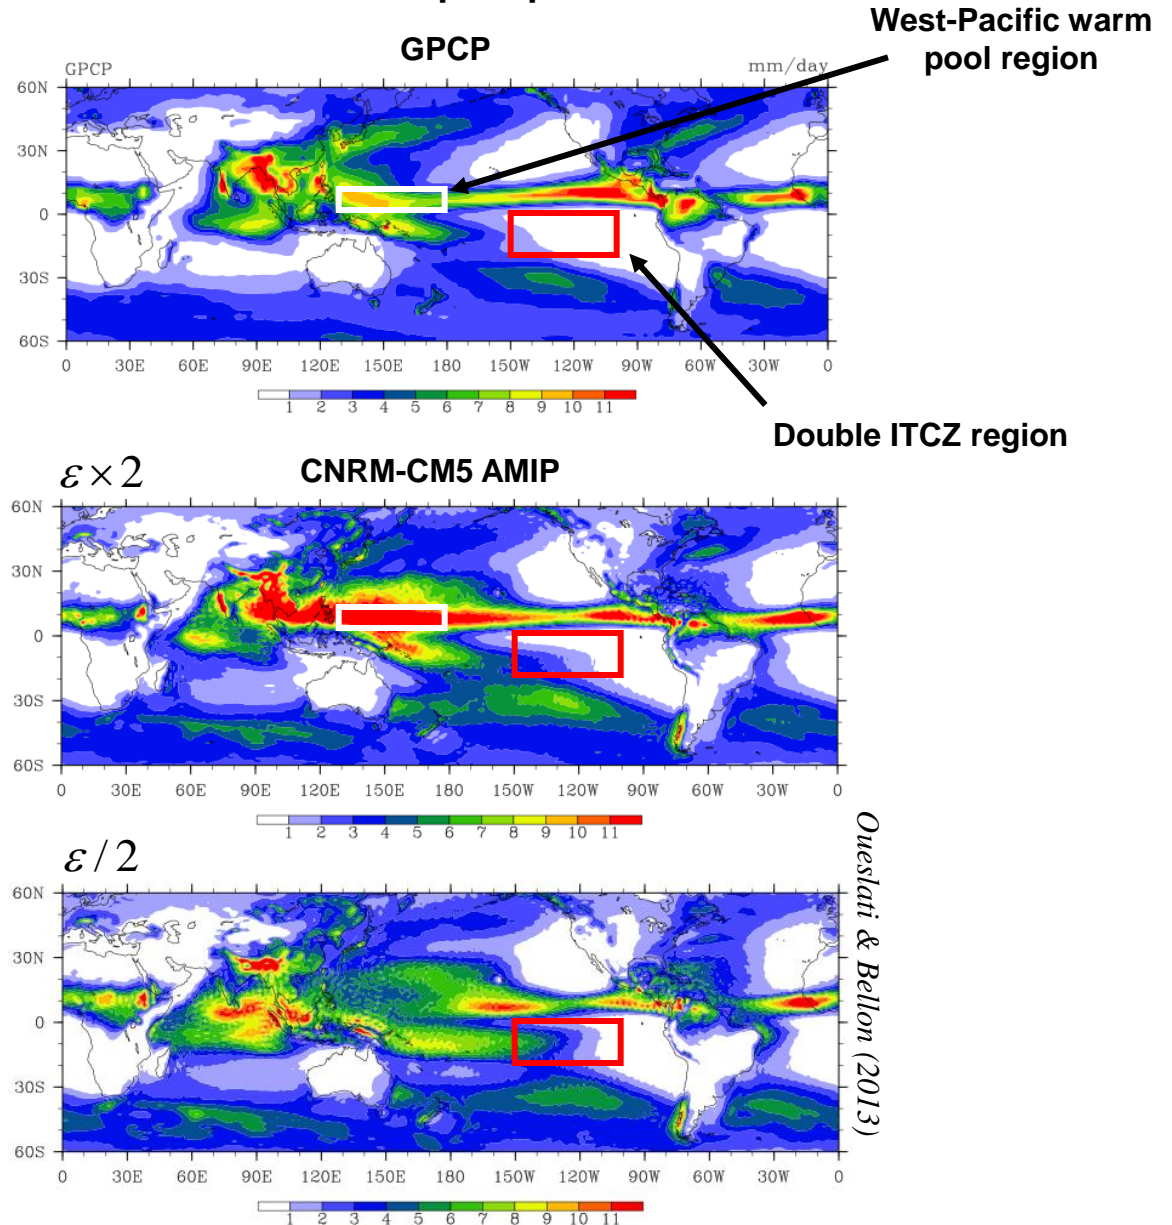 GPCP
West-Pacific warm
pool region
GPCP
mm/day
60N
30N
0
30S
60S
0 30E 60E 90E 120E 150E 180 150W 120W 90W 60W 30W 0
1 2 3 4 5 6 7 8 9 10 11
Double ITCZ region
ε×2
CNRM-CM5 AMIP
60N
30N
0
30S
60S
0 30E 60E 90E 120E 150E 180 150W 120W 90W 60W 30W 0
1 2 3 4 5 6 7 8 9 10 11
ε/2
60N
30N
0
30S
60S
0 30E 60E 90E 120E 150E 180 150W 120W 90W 60W 30W 0
1 2 3 4 5 6 7 8 9 10 11
Oueslati & Bellon (2013)